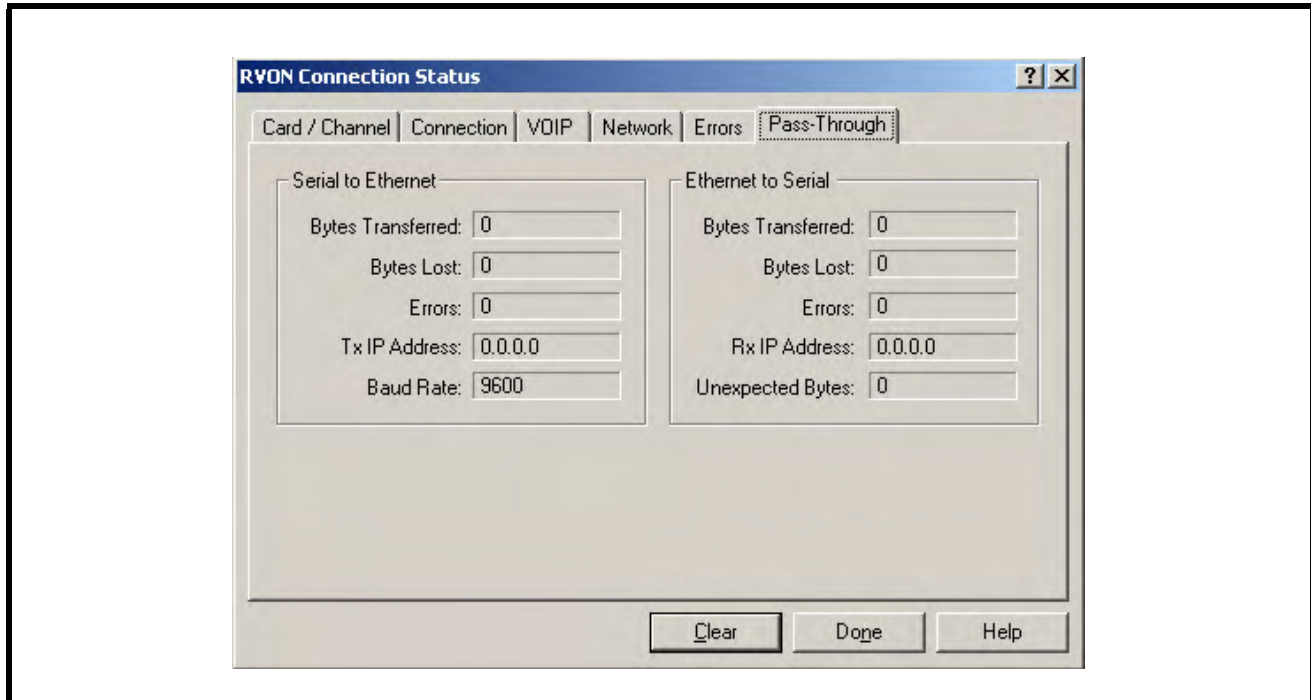 RVON Connection Status
Card / Channel Connection VOIP Network Errors Pass-Through
Serial to Ethernet
Bytes Transferred: 0
Bytes Lost: 0
Errors: 0
Tx IP Address: 0.0.0.0
Baud Rate: 9600
Ethernet to Serial
Bytes Transferred: 0
Bytes Lost: 0
Errors: 0
Rx IP Address: 0.0.0.0
Unexpected Bytes: 0
Clear Done Help